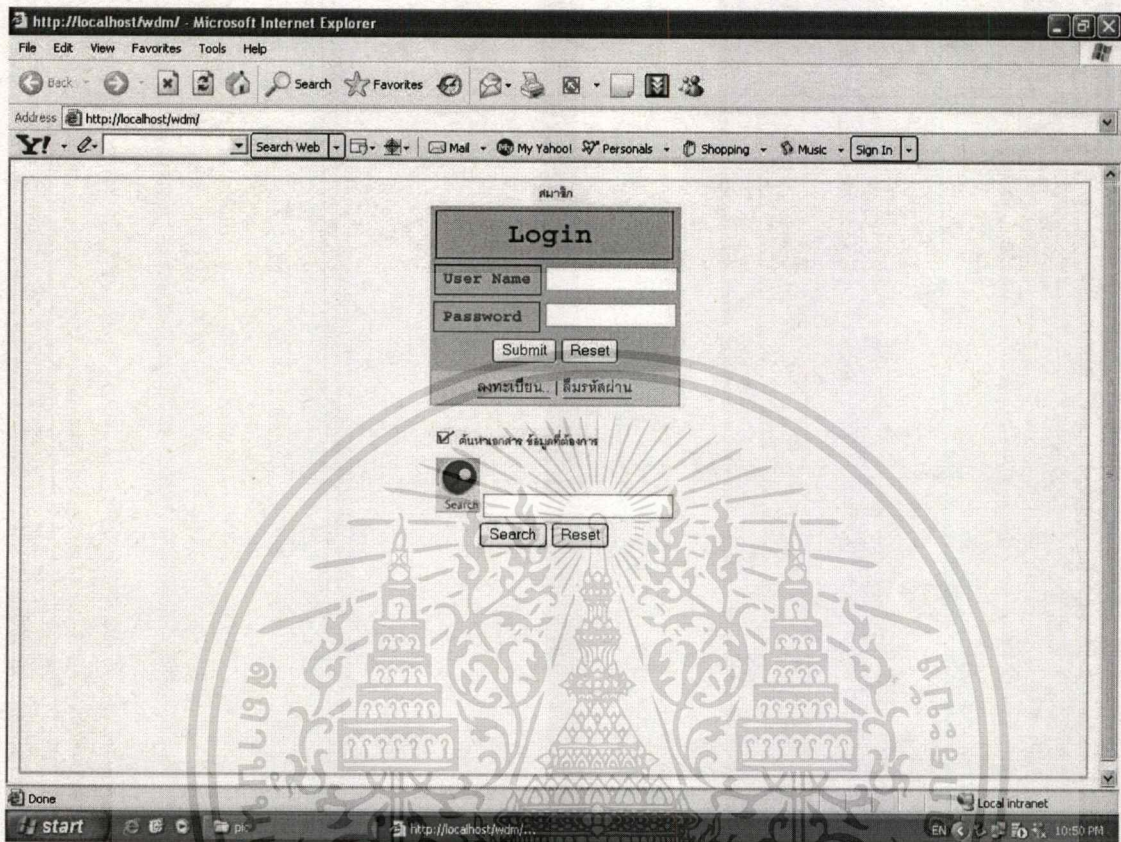 http://localhost/wdm/ - Microsoft Internet Explorer
File Edit View Favorites Tools Help
Back Search Favorites
Address http://localhost/wdm/
Y! Search Web Mail My Yahoo! Personals Shopping Music Sign In
สมาชิก
Login
User Name
Password
Submit Reset
ลงทะเบียน.. | ลืมรหัสผ่าน
ค้นหาเอกสาร ข้อมูลที่ต้องการ
Search
Search Reset
Done Local intranet
start pic http://localhost/wdm/... EN 10:50 PM